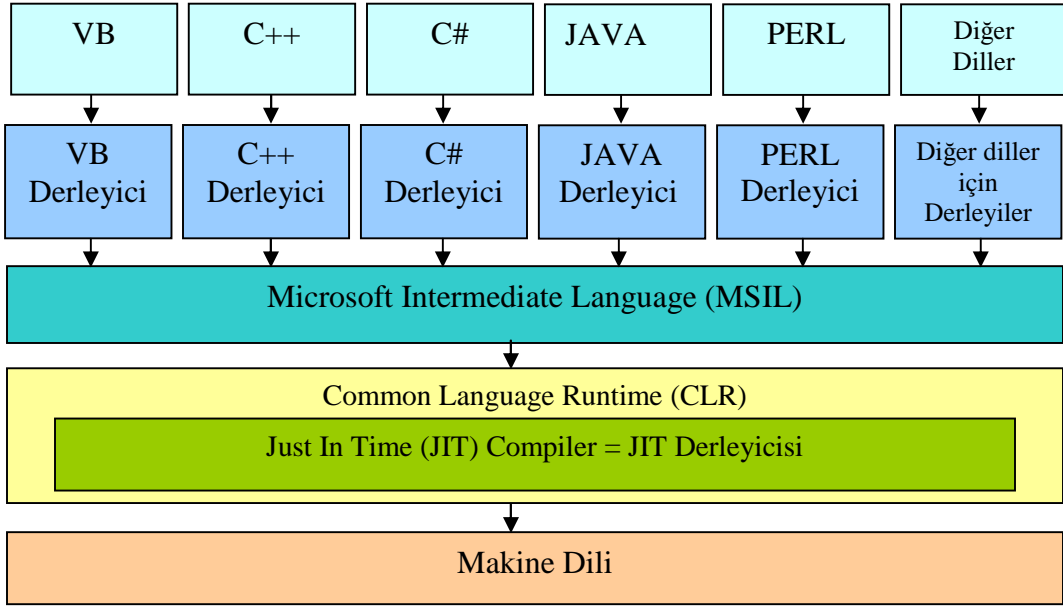 VB
C++
C#
JAVA
PERL
Diğer
Diller
VB
Derleyici
C++
Derleyici
C#
Derleyici
JAVA
Derleyici
PERL
Derleyici
Diğer diller
için
Derleyiler
Microsoft Intermediate Language (MSIL)
Common Language Runtime (CLR)
Just In Time (JIT) Compiler = JIT Derleyicisi
Makine Dili